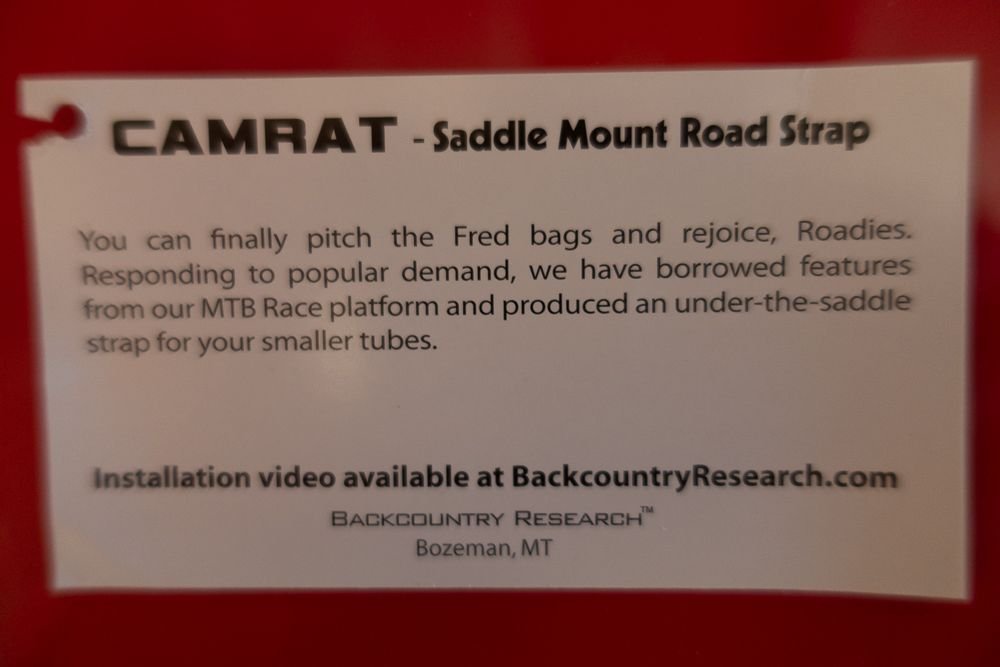 CAMRAT - Saddle Mount Road Strap
You can finally pitch the Fred bags and rejoice, Roadies.
Responding to popular demand, we have borrowed features
from our MTB Race platform and produced an under-the-saddle
strap for your smaller tubes.
Installation video available at BackcountryResearch.com
BACKCOUNTRY RESEARCH™
Bozeman, MT